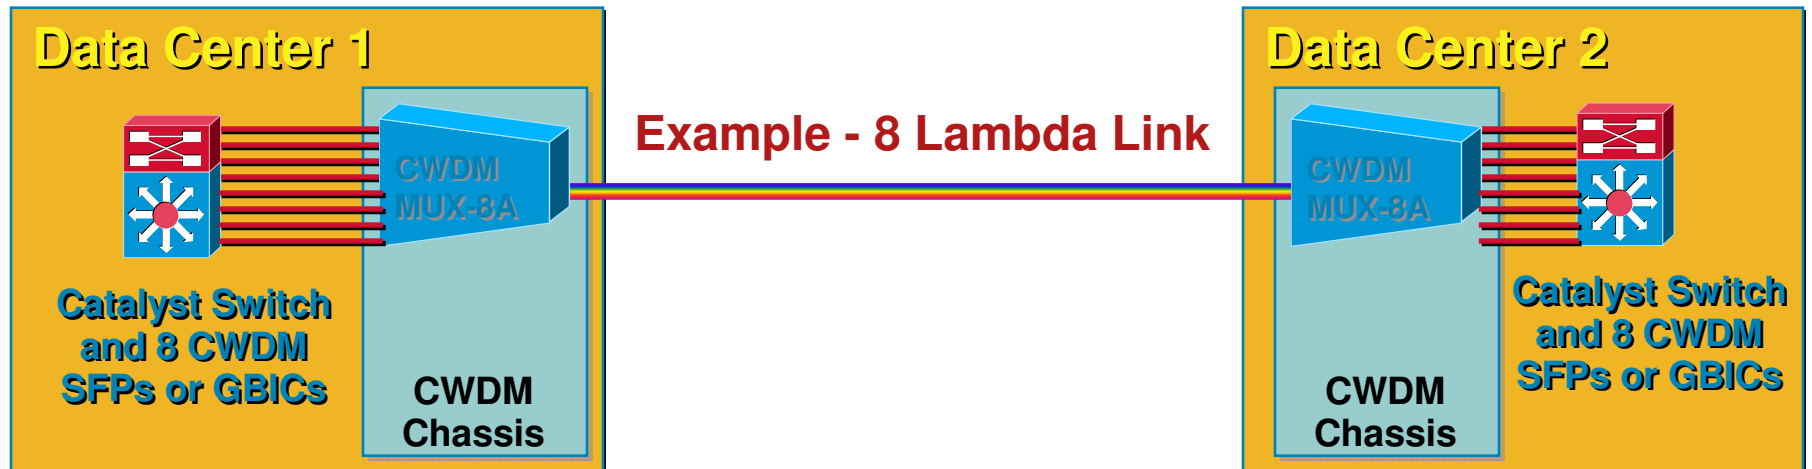 Data Center 1
Data Center 2
Example - 8 Lambda Link
CWDM
MUX-8A
CWDM
MUX-8A
Catalyst Switch
and 8 CWDM
SFPs or GBICs
CWDM
Chassis
CWDM
Chassis
Catalyst Switch
and 8 CWDM
SFPs or GBICs